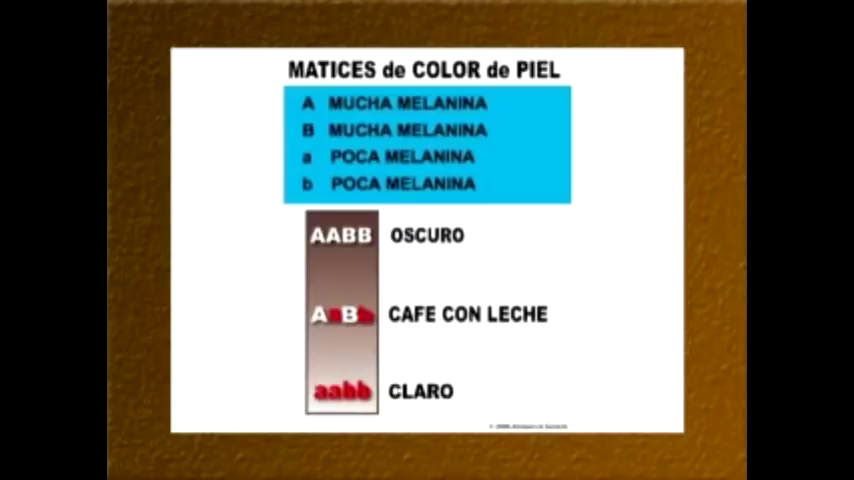 MATICES de COLOR de PIEL
A MUCHA MELANINA
B MUCHA MELANINA
a POCA MELANINA
b POCA MELANINA
AABB OSCURO
AaBb CAFE CON LECHE
aabb CLARO